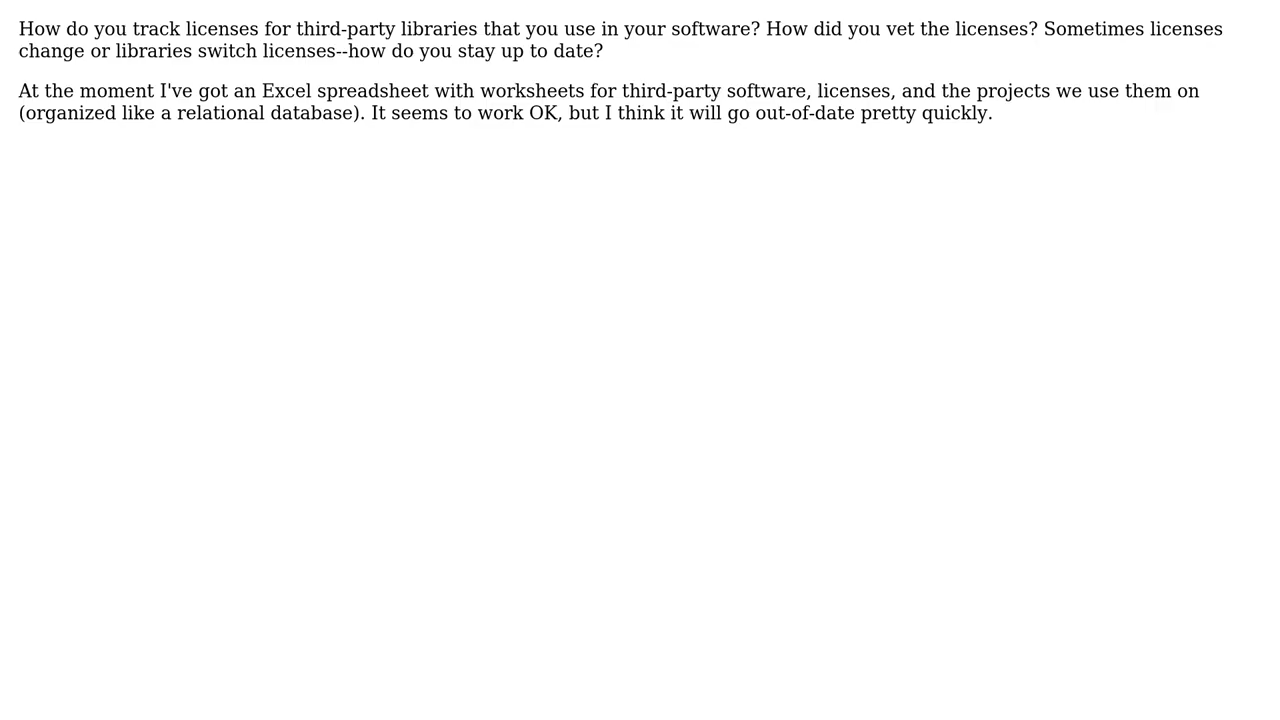 How do you track licenses for third-party libraries that you use in your software? How did you vet the licenses? Sometimes licenses
change or libraries switch licenses--how do you stay up to date?
At the moment I've got an Excel spreadsheet with worksheets for third-party software, licenses, and the projects we use them on
(organized like a relational database). It seems to work OK, but I think it will go out-of-date pretty quickly.